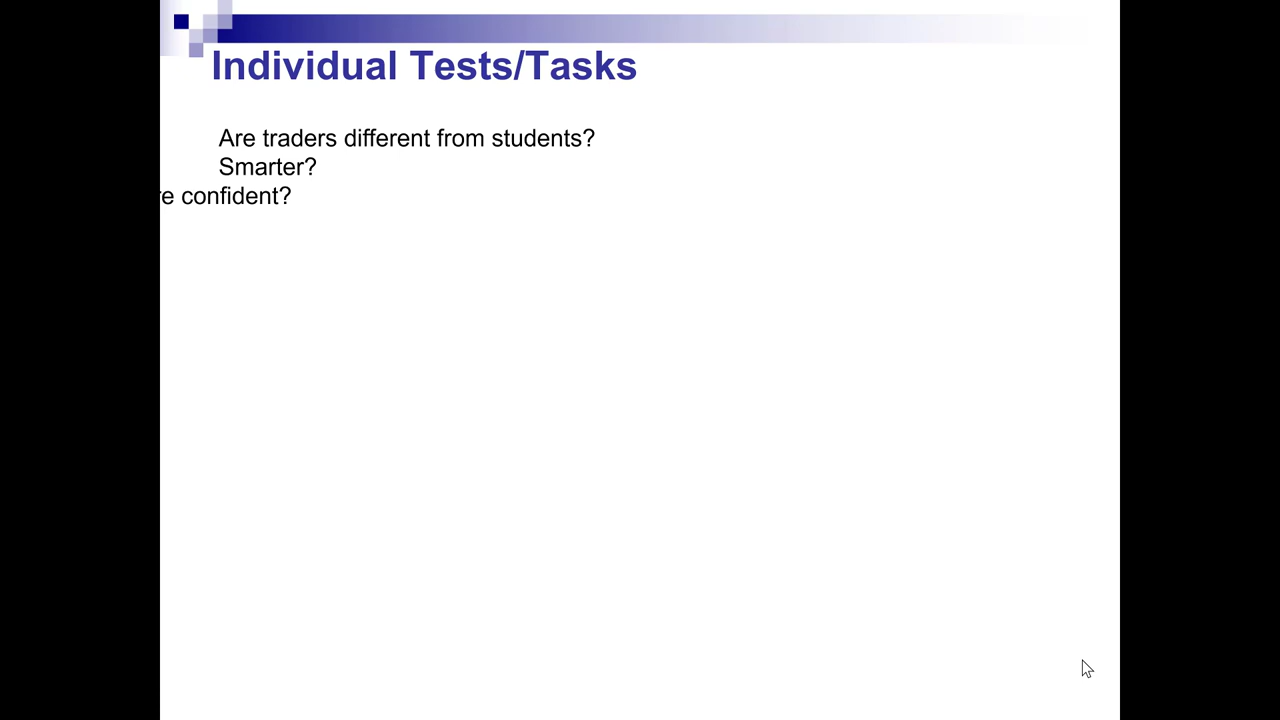 Individual Tests/Tasks
Are traders different from students?
Smarter?
confident?